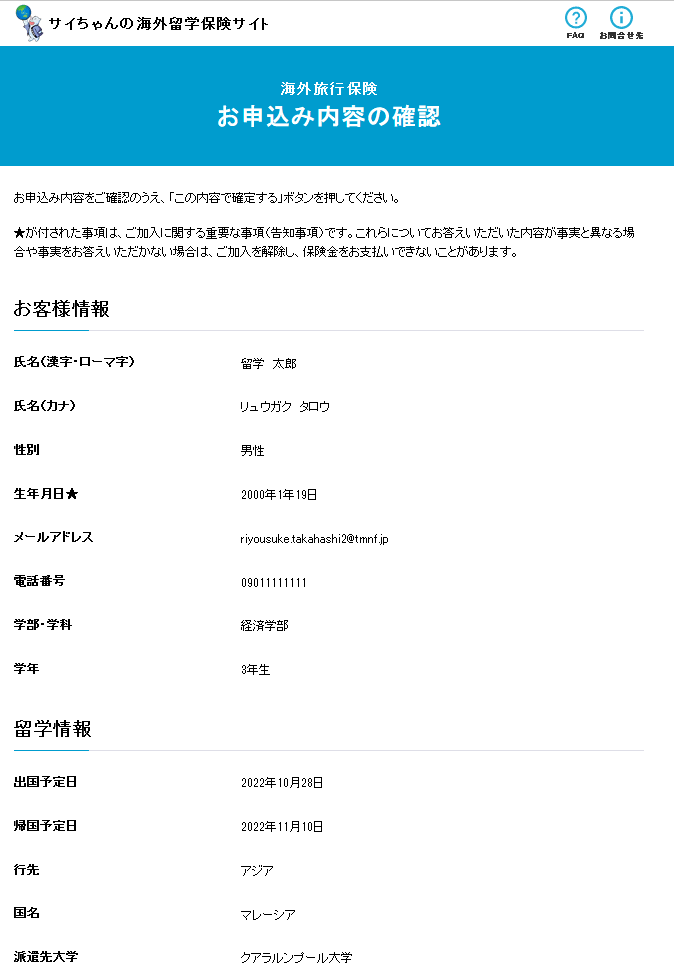 サイちゃんの海外留学保険サイト
FAQ
お問合せ先
海外旅行保険
お申込み内容の確認
お申込み内容をご確認のうえ、「この内容で確定する」ボタンを押してください。
★が付された事項は、ご加入に関する重要な事項(告知事項)です。これらについてお答えいただいた内容が事実と異なる場
合や事実をお答えいただかない場合は、ご加入を解除し、保険金をお支払いできないことがあります。
お客様情報
氏名(漢字・ローマ字) 留学 太郎
氏名(カナ) リュウガク タロウ
性別 男性
生年月日★ 2000年1年19日
メールアドレス riyousuke.takahashi2@tmnf.jp
電話番号 09011111111
学部・学科 経済学部
学年 3年生
留学情報
出国予定日 2022年10月28日
帰国予定日 2022年11月10日
行先 アジア
国名 マレーシア
派遣先大学 クアラルンプール大学